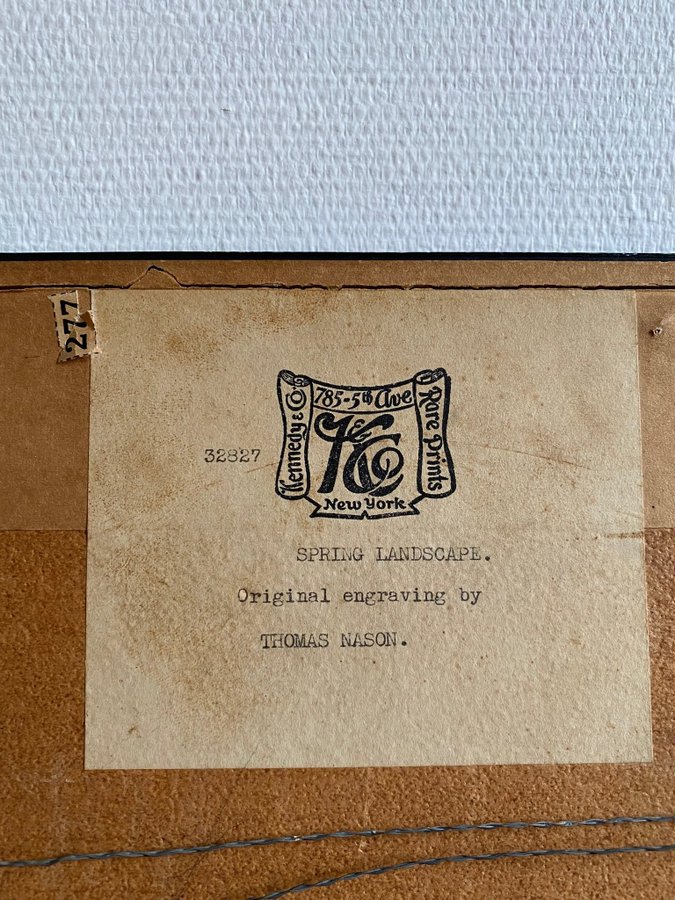 277
785-5th Ave
Kennedy & Co
K & Co
Rare Prints
New York
32827
SPRING LANDSCAPE.
Original engraving by
THOMAS NASON.